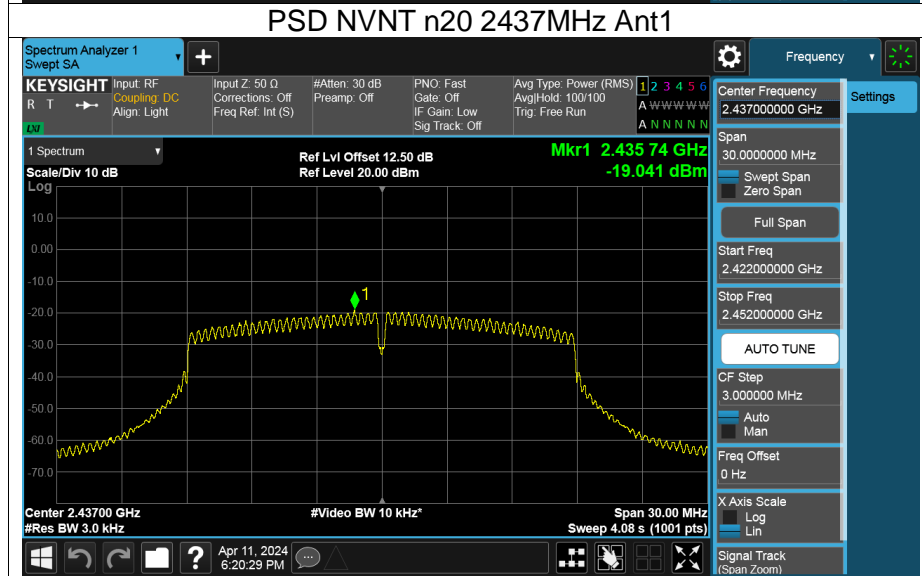 PSD NVNT n20 2437MHz Ant1
Spectrum Analyzer 1
Swept SA
+
Frequency
KEYSIGHT
R T
LXI
Input: RF
Coupling: DC
Align: Light
Input Z: 50 Ω
Corrections: Off
Freq Ref: Int (S)
#Atten: 30 dB
Preamp: Off
PNO: Fast
Gate: Off
IF Gain: Low
Sig Track: Off
Avg Type: Power (RMS)
Avg|Hold: 100/100
Trig: Free Run
1 2 3 4 5 6
A W W W W W
A N N N N N
1 Spectrum
Scale/Div 10 dB
Log
Ref Lvl Offset 12.50 dB
Ref Level 20.00 dBm
Mkr1 2.435 74 GHz
-19.041 dBm
10.0
0.00
-10.0
-20.0
-30.0
-40.0
-50.0
-60.0
-70.0
1
Center 2.43700 GHz
#Res BW 3.0 kHz
#Video BW 10 kHz*
Span 30.00 MHz
Sweep 4.08 s (1001 pts)
?
Apr 11, 2024
6:20:29 PM
Center Frequency
2.437000000 GHz
Settings
Span
30.0000000 MHz
Swept Span
Zero Span
Full Span
Start Freq
2.422000000 GHz
Stop Freq
2.452000000 GHz
AUTO TUNE
CF Step
3.000000 MHz
Auto
Man
Freq Offset
0 Hz
X Axis Scale
Log
Lin
Signal Track
(Span Zoom)